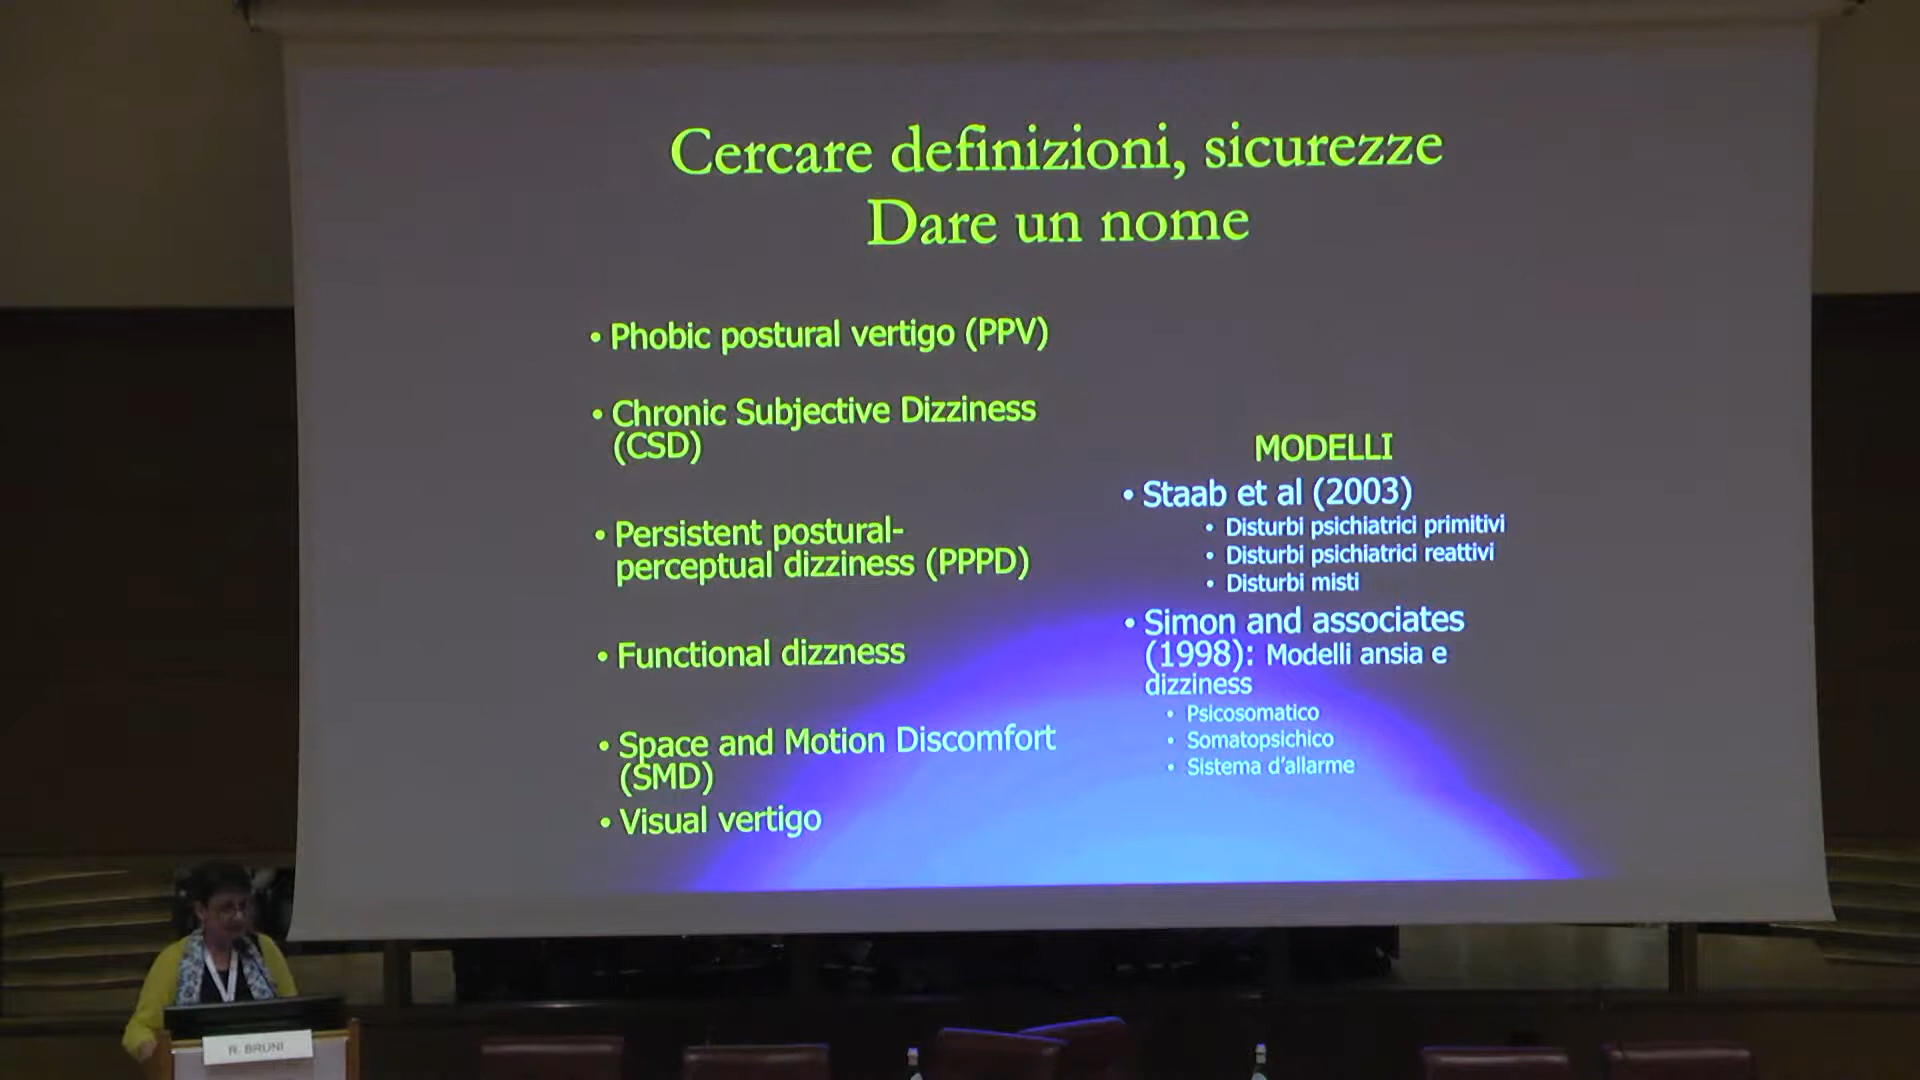 Cercare definizioni, sicurezze
Dare un nome
• Phobic postural vertigo (PPV)
• Chronic Subjective Dizziness
(CSD)
• Persistent postural-
perceptual dizziness (PPPD)
• Functional dizzness
• Space and Motion Discomfort
(SMD)
• Visual vertigo
MODELLI
• Staab et al (2003)
• Disturbi psichiatrici primitivi
• Disturbi psichiatrici reattivi
• Disturbi misti
• Simon and associates
(1998): Modelli ansia e
dizziness
• Psicosomatico
• Somatopsichico
• Sistema d'allarme
R. BRUNI